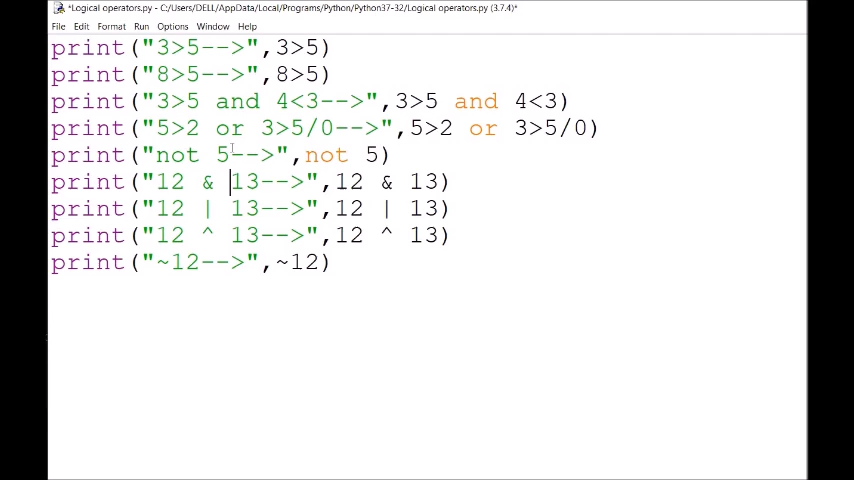 *Logical operators.py - C:/Users/DELL/AppData/Local/Programs/Python/Python37-32/Logical operators.py (3.7.4)*
File Edit Format Run Options Window Help
print("3>5-->",3>5)
print("8>5-->",8>5)
print("3>5 and 4<3-->",3>5 and 4<3)
print("5>2 or 3>5/0-->",5>2 or 3>5/0)
print("not 5-->",not 5)
print("12 & 13-->",12 & 13)
print("12 | 13-->",12 | 13)
print("12 ^ 13-->",12 ^ 13)
print("~12-->",~12)